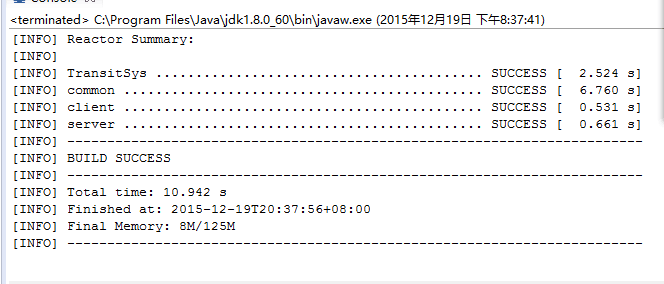 Console
<terminated> C:\Program Files\Java\jdk1.8.0_60\bin\javaw.exe (2015年12月19日 下午8:37:41)
[INFO] Reactor Summary:
[INFO]
[INFO] TransitSys ......................................... SUCCESS [  2.524 s]
[INFO] common ............................................. SUCCESS [  6.760 s]
[INFO] client ............................................. SUCCESS [  0.531 s]
[INFO] server ............................................. SUCCESS [  0.661 s]
[INFO] ------------------------------------------------------------------------
[INFO] BUILD SUCCESS
[INFO] ------------------------------------------------------------------------
[INFO] Total time: 10.942 s
[INFO] Finished at: 2015-12-19T20:37:56+08:00
[INFO] Final Memory: 8M/125M
[INFO] ------------------------------------------------------------------------